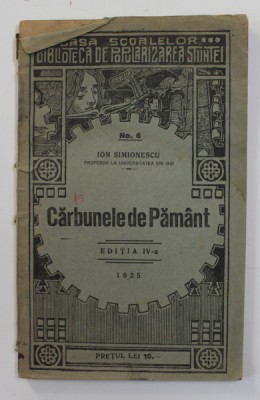 CASA ȘCOALELOR
BIBLIOTECA DE POPULARIZAREA ȘTIINȚEI
No. 6
ION SIMIONESCU
PROFESOR LA UNIVERSITATEA DIN IAȘI
Cărbunele de Pământ
EDIȚIA IV-a
1925
PREȚUL LEI 10.—